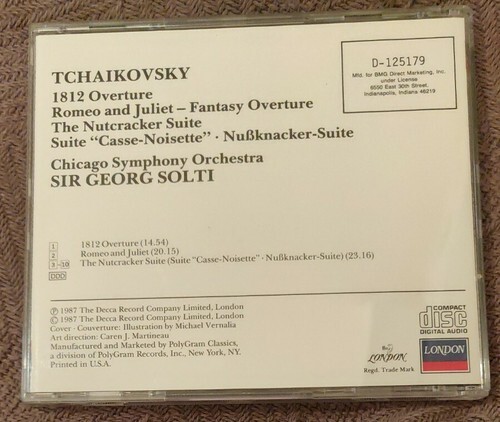 D-125179
Mfd. for BMG Direct Marketing, Inc.
under License
6550 East 30th Street.
Indianapolis, Indiana 46219
TCHAIKOVSKY
1812 Overture
Romeo and Juliet – Fantasy Overture
The Nutcracker Suite
Suite “Casse-Noisette” · Nußknacker-Suite
Chicago Symphony Orchestra
SIR GEORG SOLTI
1 1812 Overture (14.54)
2 Romeo and Juliet (20.15)
3-10 The Nutcracker Suite (Suite “Casse-Noisette” · Nußknacker-Suite) (23.16)
DDD
℗ 1987 The Decca Record Company Limited, London
© 1987 The Decca Record Company Limited, London
Cover · Couverture: Illustration by Michael Vernalia
Art direction: Caren J. Martineau
Manufactured and Marketed by PolyGram Classics,
a division of PolyGram Records, Inc., New York, NY.
Printed in U.S.A.
COMPACT
disc
DIGITAL AUDIO
LONDON
Regd. Trade Mark
LONDON